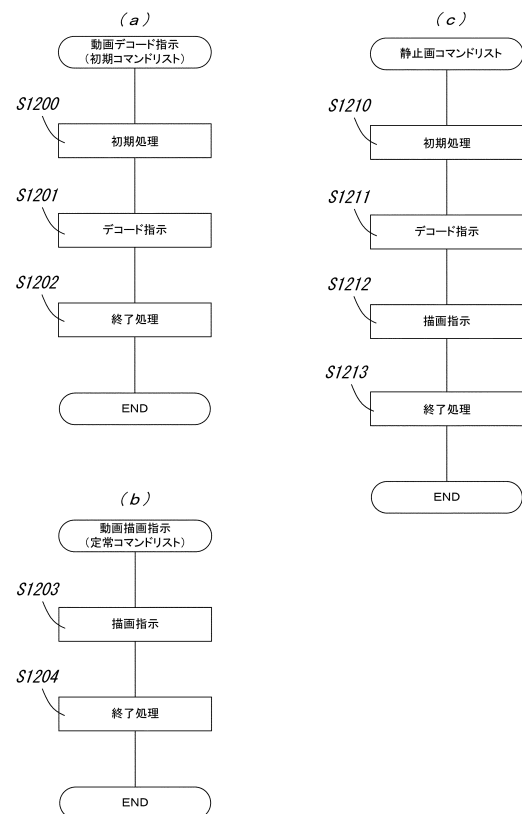 (a)
動画デコード指示
(初期コマンドリスト)
S1200
初期処理
S1201
デコード指示
S1202
終了処理
END
(b)
動画描画指示
(定常コマンドリスト)
S1203
描画指示
S1204
終了処理
END
(c)
静止画コマンドリスト
S1210
初期処理
S1211
デコード指示
S1212
描画指示
S1213
終了処理
END